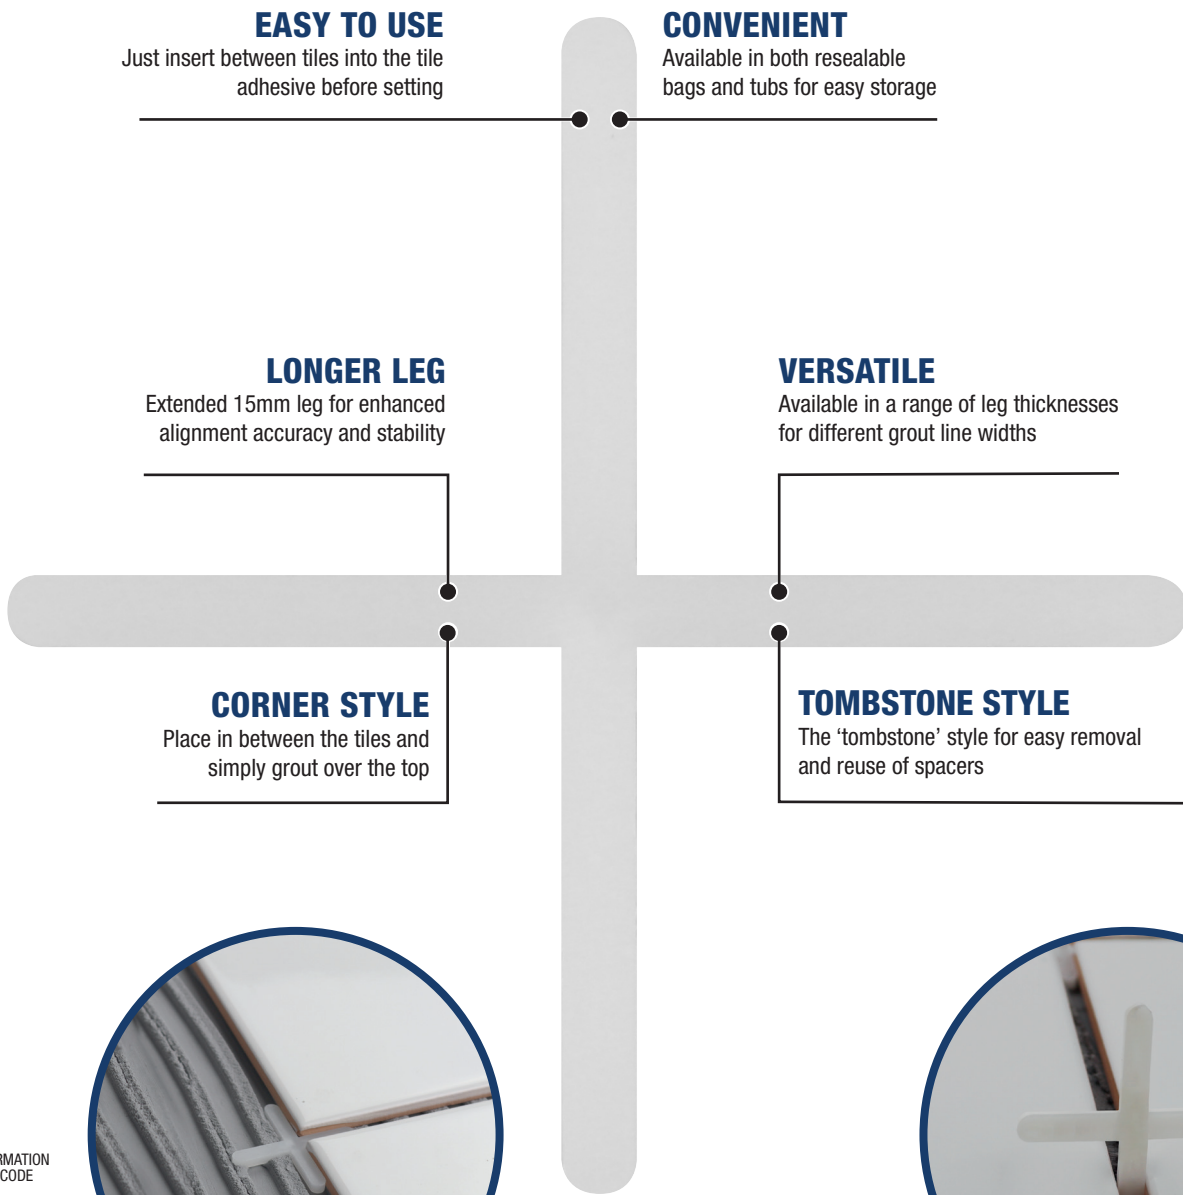 EASY TO USE
Just insert between tiles into the tile
adhesive before setting
CONVENIENT
Available in both resealable
bags and tubs for easy storage
LONGER LEG
Extended 15mm leg for enhanced
alignment accuracy and stability
VERSATILE
Available in a range of leg thicknesses
for different grout line widths
CORNER STYLE
Place in between the tiles and
simply grout over the top
TOMBSTONE STYLE
The ‘tombstone’ style for easy removal
and reuse of spacers
CODE